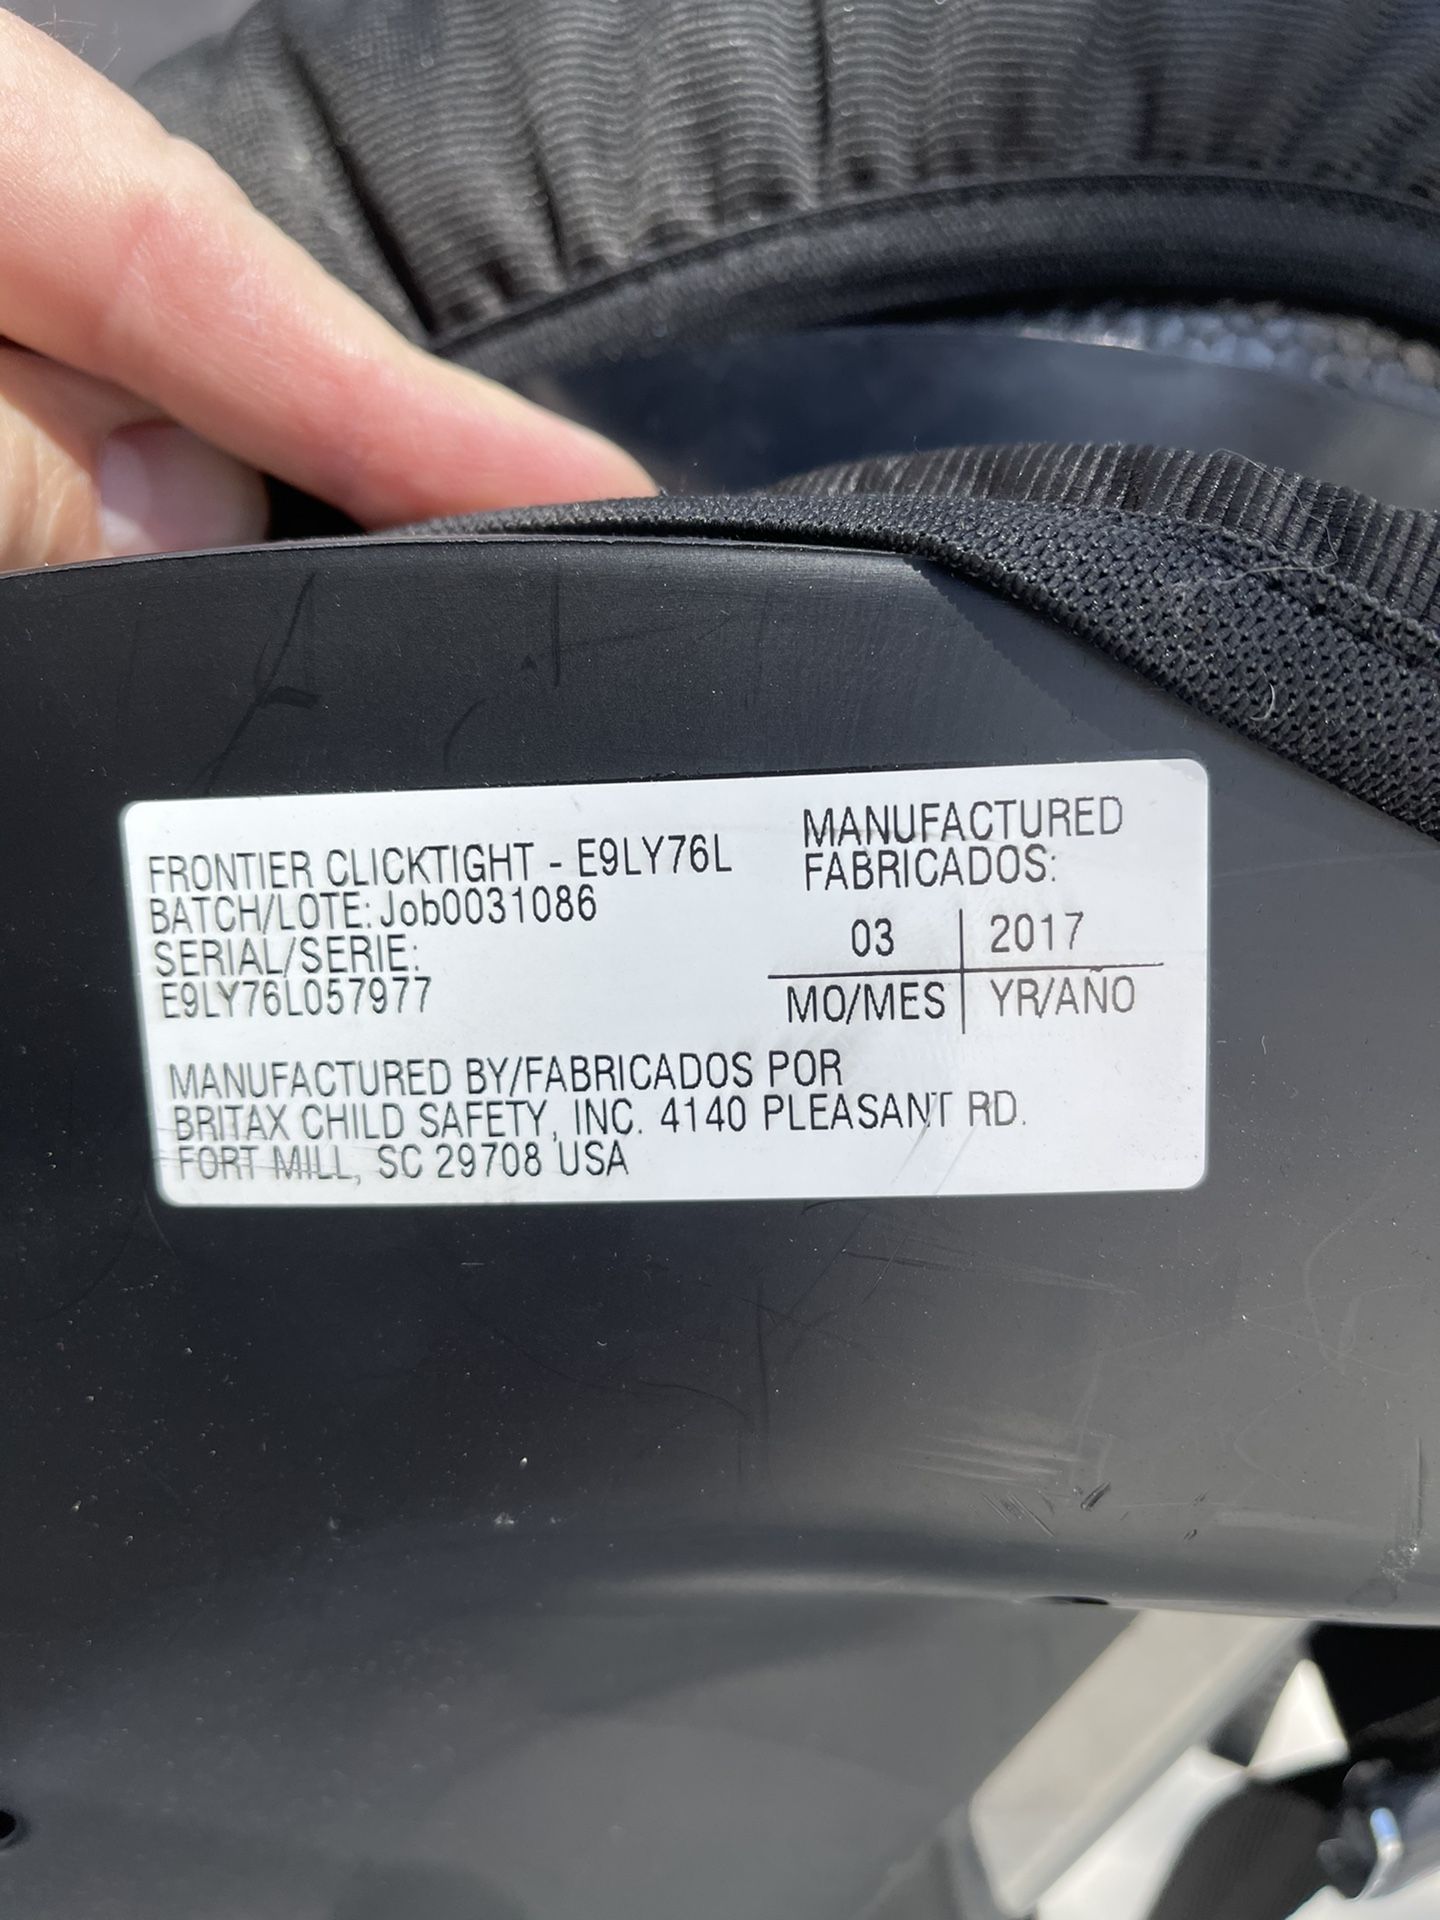 FRONTIER CLICKTIGHT - E9LY76L
BATCH/LOTE: Job0031086
SERIAL/SERIE:
E9LY76L057977
MANUFACTURED
FABRICADOS:
03 2017
MO/MES YR/AÑO
MANUFACTURED BY/FABRICADOS POR
BRITAX CHILD SAFETY, INC. 4140 PLEASANT RD.
FORT MILL, SC 29708 USA